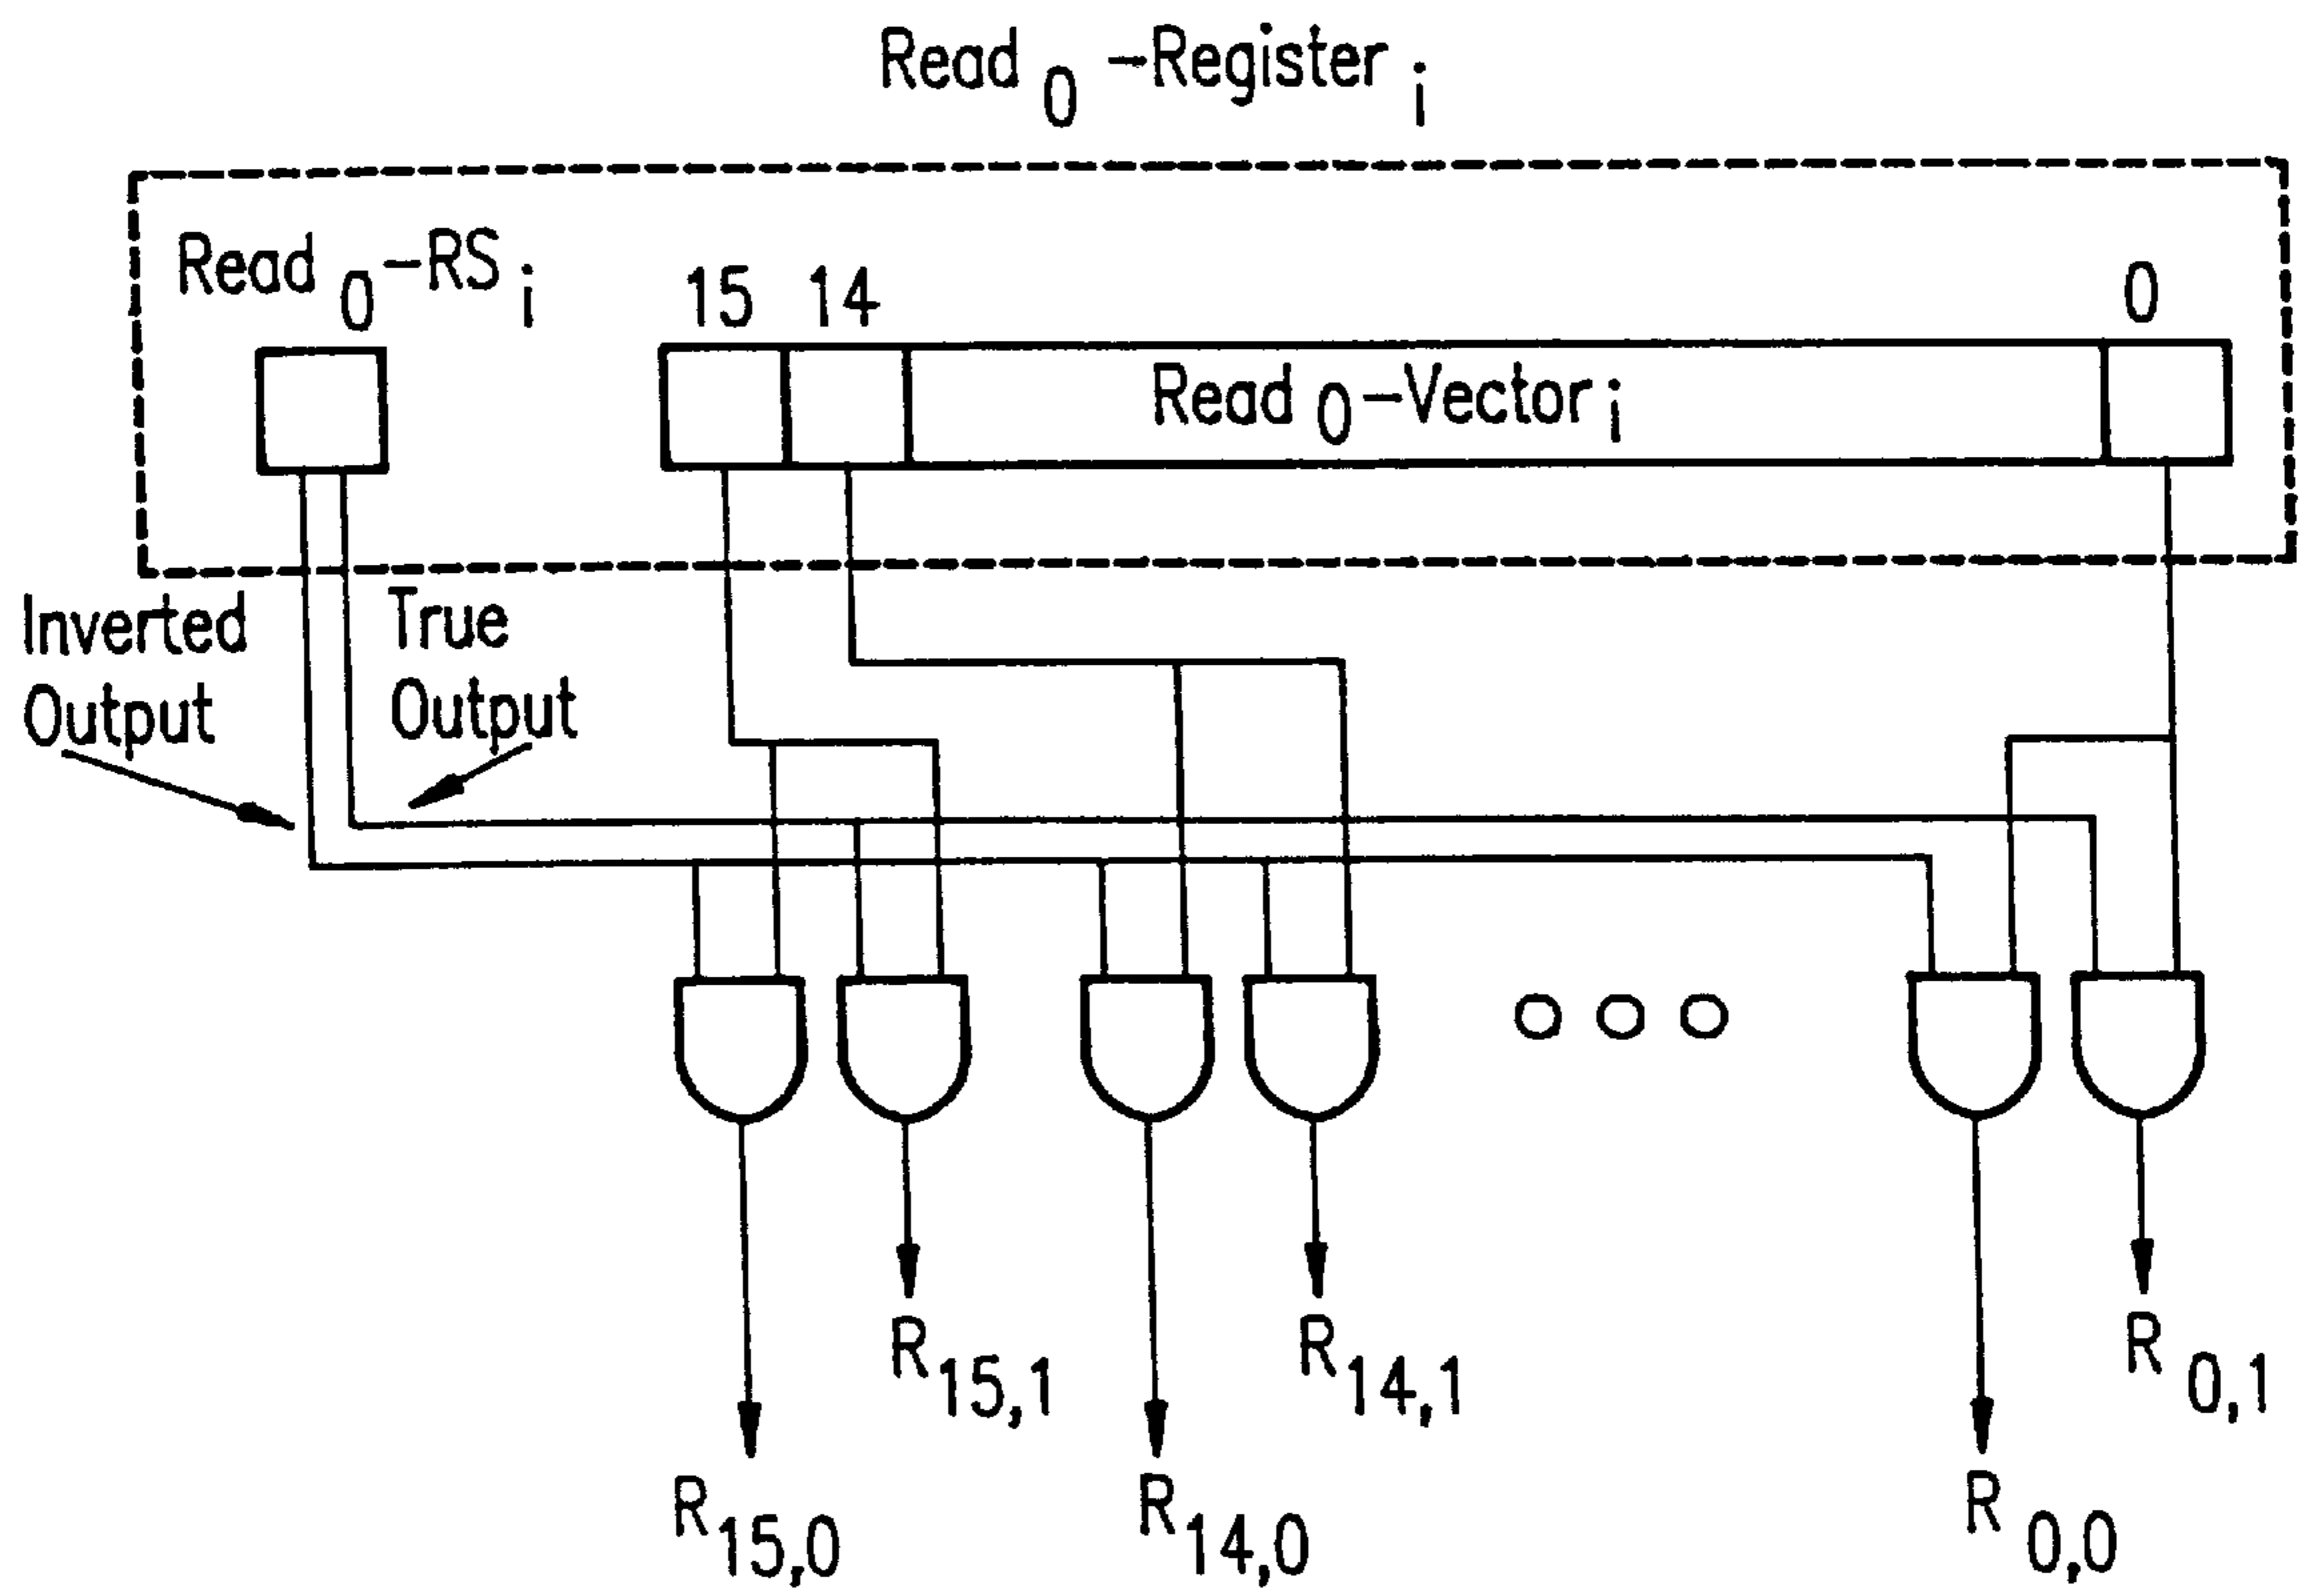 Read 0 -Register i
Read 0 -RS i
15 14 0
Read 0 -Vector i
Inverted
Output
True
Output
R 15,1
R 14,1
R 0,1
R 15,0
R 14,0
R 0,0